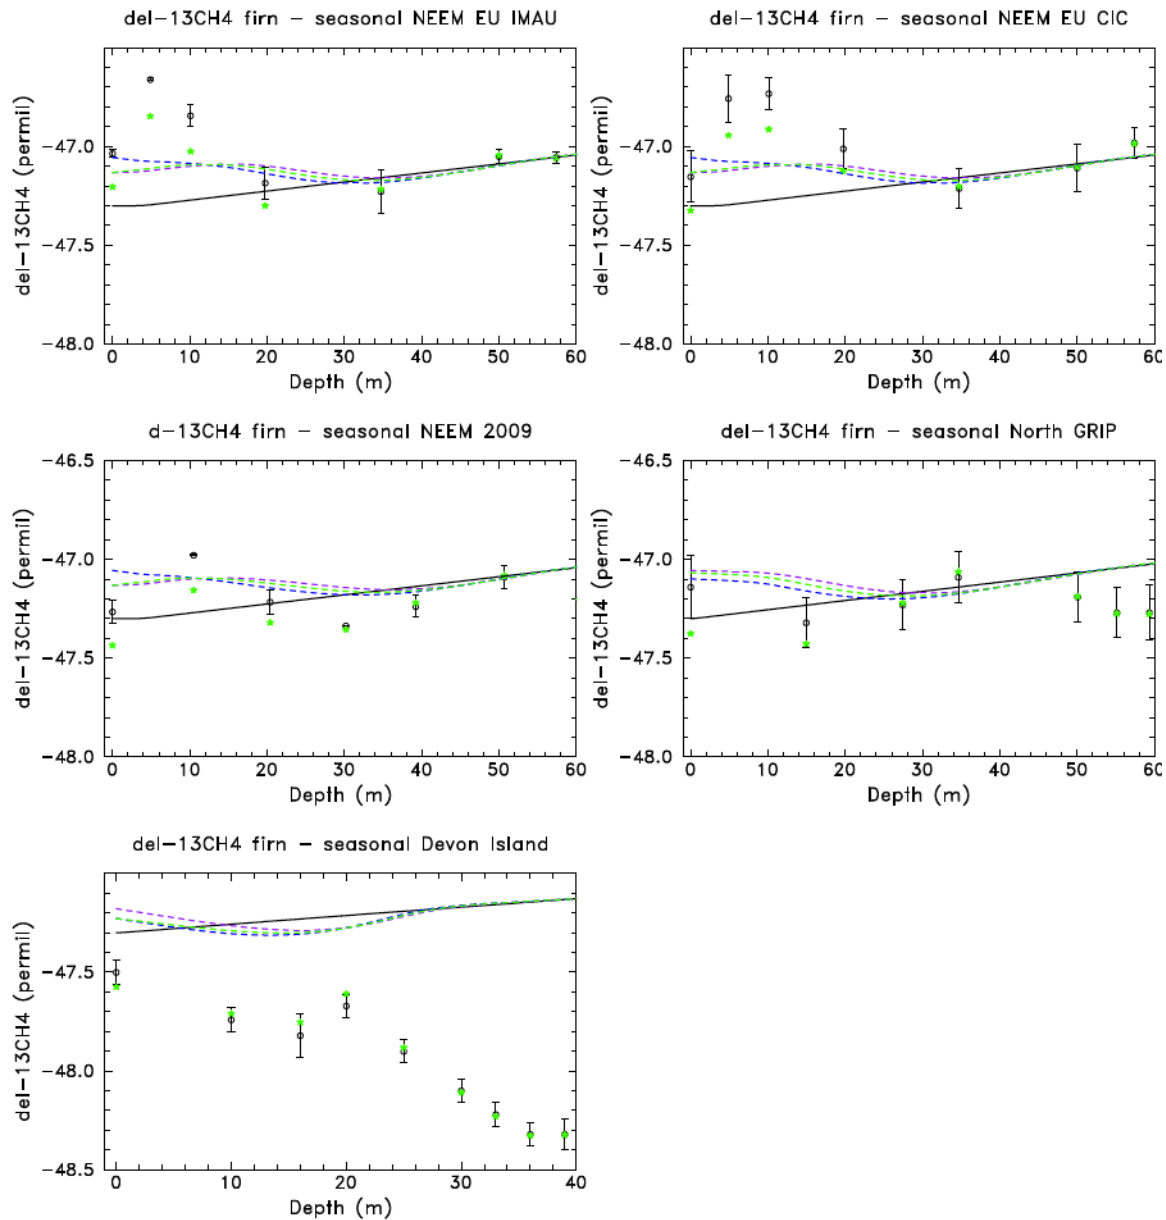 del−13CH4 firn − seasonal NEEM EU IMAU
del−13CH4 (permil)
−47.0
−47.5
−48.0
0 10 20 30 40 50 60
Depth (m)
del−13CH4 firn − seasonal NEEM EU CIC
del−13CH4 (permil)
−47.0
−47.5
−48.0
0 10 20 30 40 50 60
Depth (m)
d−13CH4 firn − seasonal NEEM 2009
del−13CH4 (permil)
−46.5
−47.0
−47.5
−48.0
0 10 20 30 40 50 60
Depth (m)
del−13CH4 firn − seasonal North GRIP
del−13CH4 (permil)
−46.5
−47.0
−47.5
−48.0
0 10 20 30 40 50 60
Depth (m)
del−13CH4 firn − seasonal Devon Island
del−13CH4 (permil)
−47.5
−48.0
−48.5
0 10 20 30 40
Depth (m)